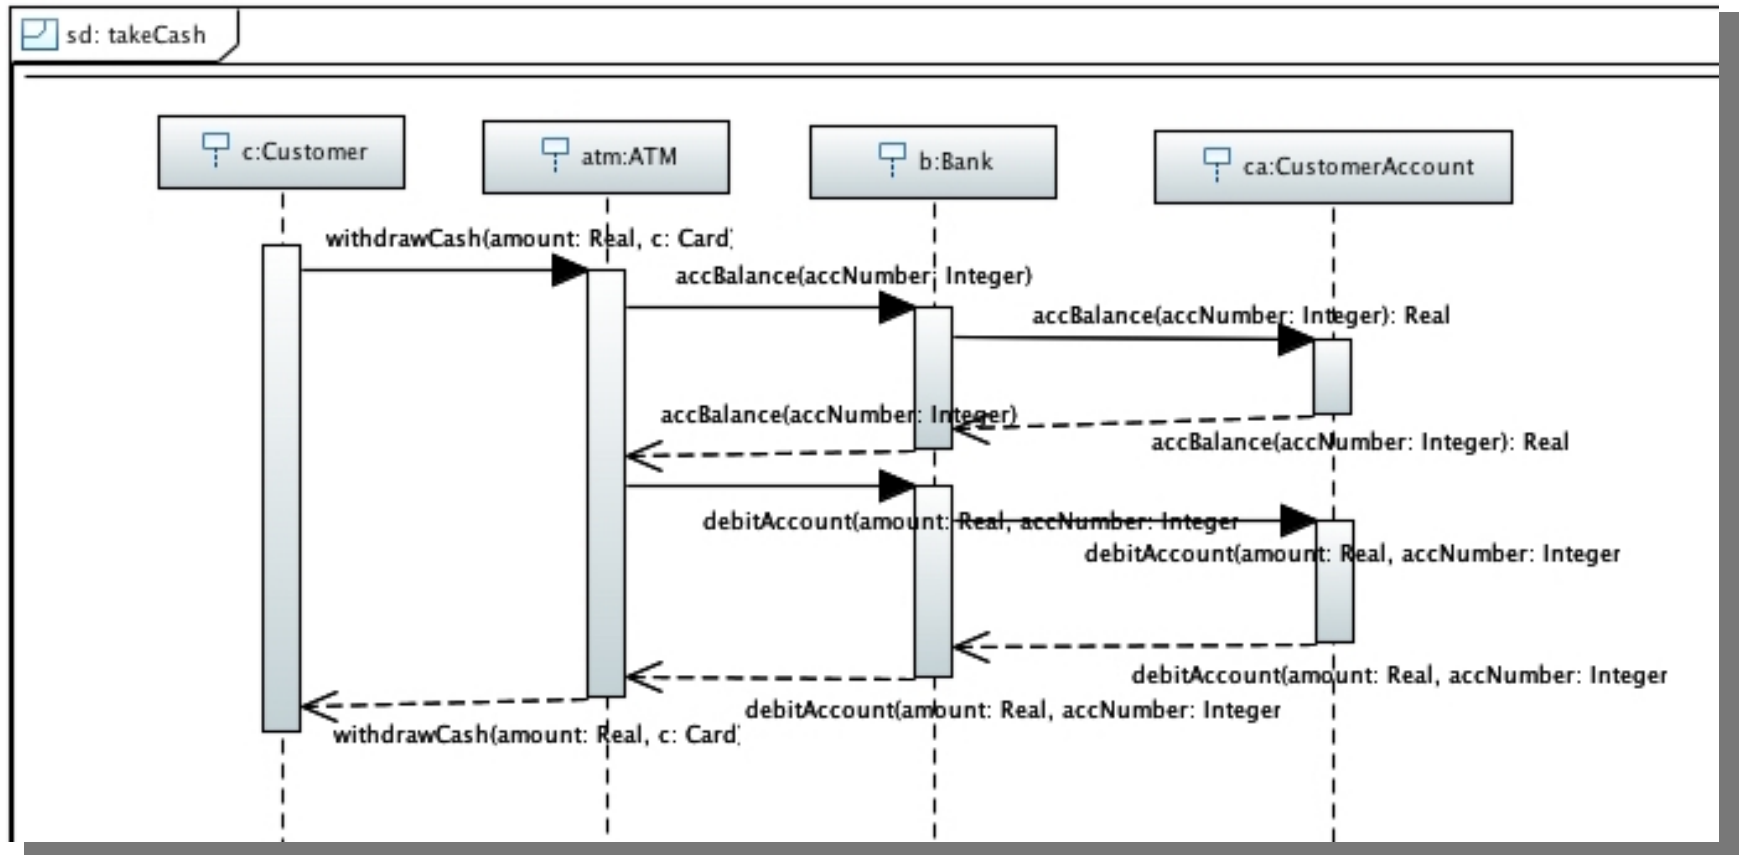 sd: takeCash
c:Customer
atm:ATM
b:Bank
ca:CustomerAccount
withdrawCash(amount: Real, c: Card)
accBalance(accNumber: Integer)
accBalance(accNumber: Integer): Real
accBalance(accNumber: Integer)
accBalance(accNumber: Integer): Real
debitAccount(amount: Real, accNumber: Integer
debitAccount(amount: Real, accNumber: Integer
debitAccount(amount: Real, accNumber: Integer
debitAccount(amount: Real, accNumber: Integer
withdrawCash(amount: Real, c: Card)